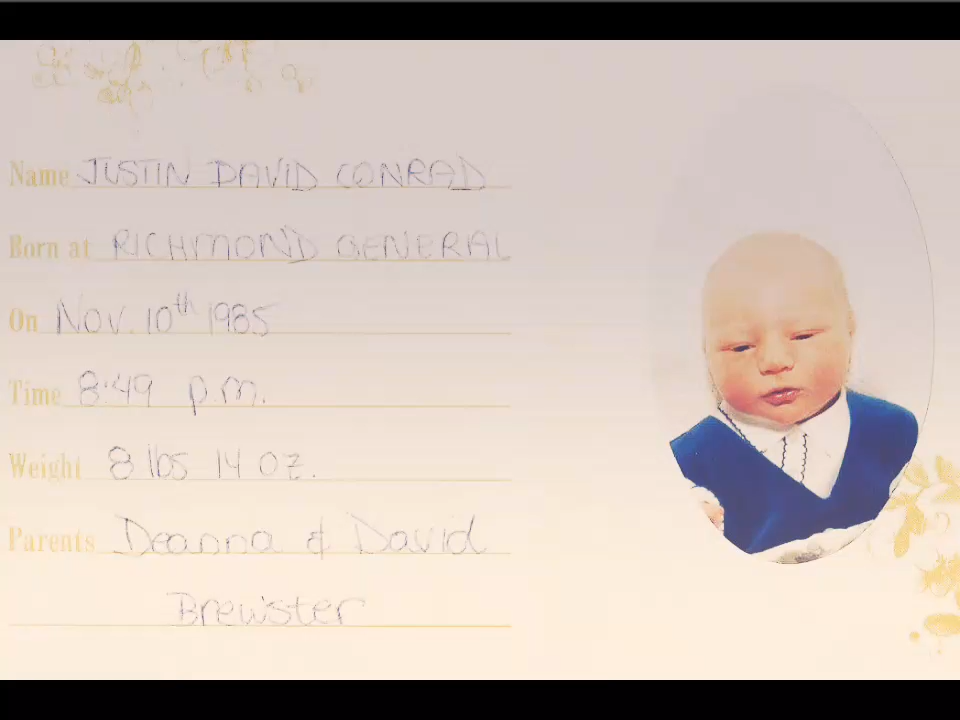 Name JUSTIN DAVID CONRAD
Born at RICHMOND GENERAL
On NOV. 10th 1985
Time 8:49 p.m.
Weight 8 lbs 14 oz.
Parents Deanna & David
Brewster